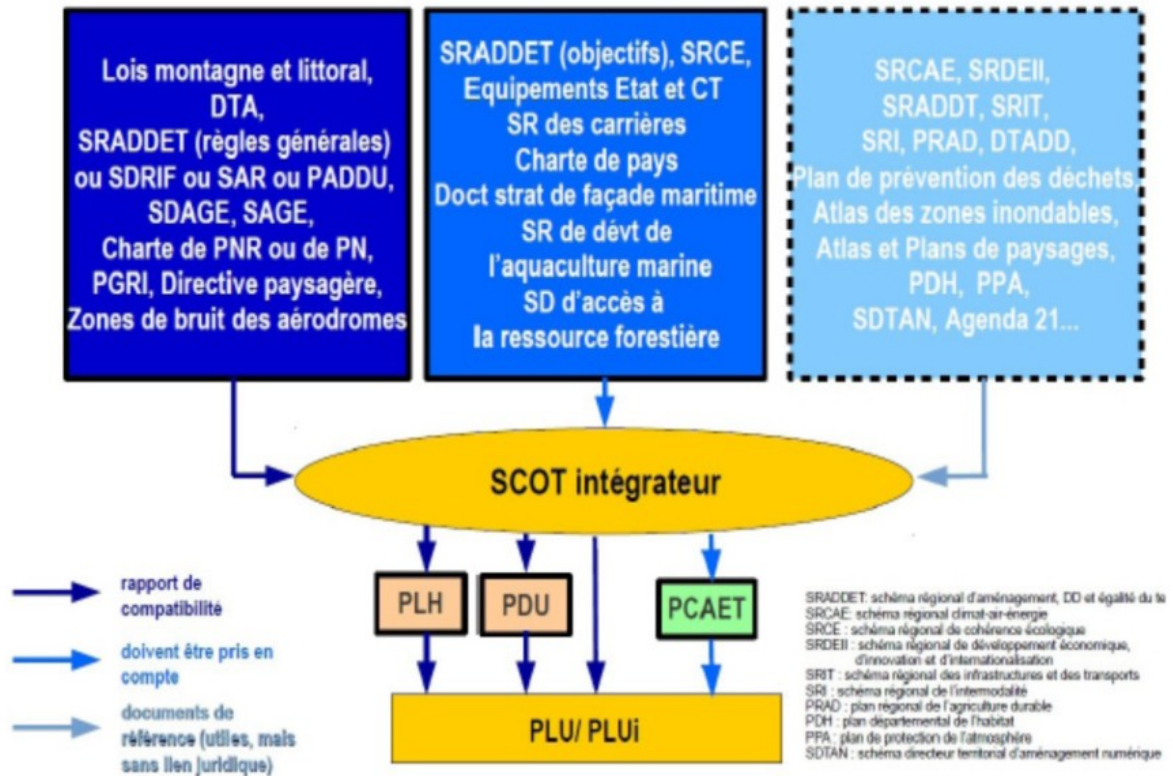 Lois montagne et littoral,
DTA,
SRADDET (règles générales)
ou SDRIF ou SAR ou PADDU,
SDAGE, SAGE,
Charte de PNR ou de PN,
PGRI, Directive paysagère,
Zones de bruit des aérodromes
SRADDET (objectifs), SRCE,
Equipements Etat et CT
SR des carrières
Charte de pays
Doct strat de façade maritime
SR de dévt de
l'aquaculture marine
SD d'accès à
la ressource forestière
SRCAE, SRDEII,
SRADDT, SRIT,
SRI, PRAD, DTADD,
Plan de prévention des déchets
Atlas des zones inondables,
Atlas et Plans de paysages,
PDH, PPA,
SDTAN, Agenda 21...
SCOT intégrateur
PLH
PDU
PCAET
PLU/ PLUi
rapport de
compatibilité
doivent être pris en
compte
documents de
référence (utiles, mais
sans lien juridique)
SRADDET: schéma régional d'aménagement, DD et égalité du te
SRCAE: schéma régional climat-air-énergie
SRCE : schéma régional de cohérence écologique
SRDEII : schéma régional de développement économique,
d'innovation et d'internationalisation
SRIT : schéma régional des infrastructures et des transports
SRI : schéma régional de l'intermodalité
PRAD : plan régional de l'agriculture durable
PDH : plan départemental de l'habitat
PPA : plan de protection de l'atmosphère
SDTAN : schéma directeur territorial d'aménagement numérique